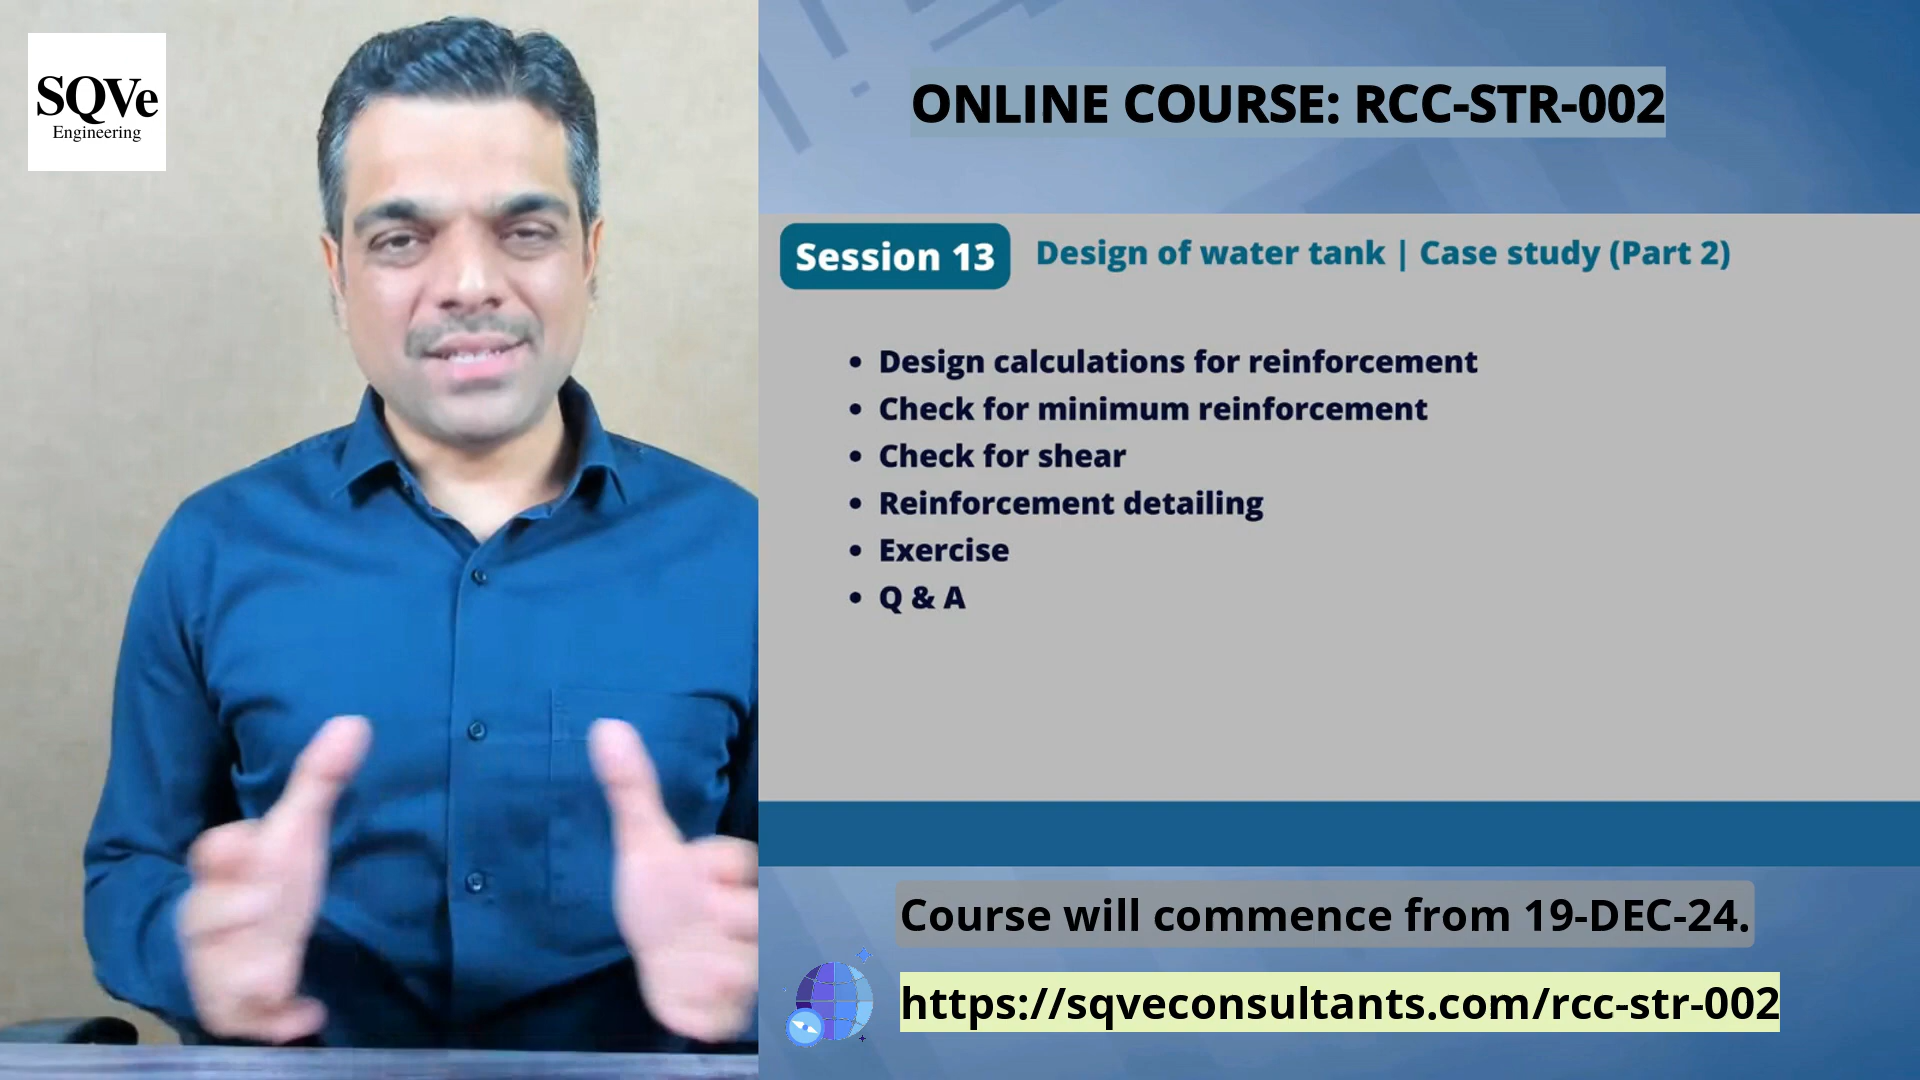 SQVe
Engineering
ONLINE COURSE: RCC-STR-002
Session 13
Design of water tank | Case study (Part 2)
• Design calculations for reinforcement
• Check for minimum reinforcement
• Check for shear
• Reinforcement detailing
• Exercise
• Q & A
Course will commence from 19-DEC-24.
https://sqveconsultants.com/rcc-str-002